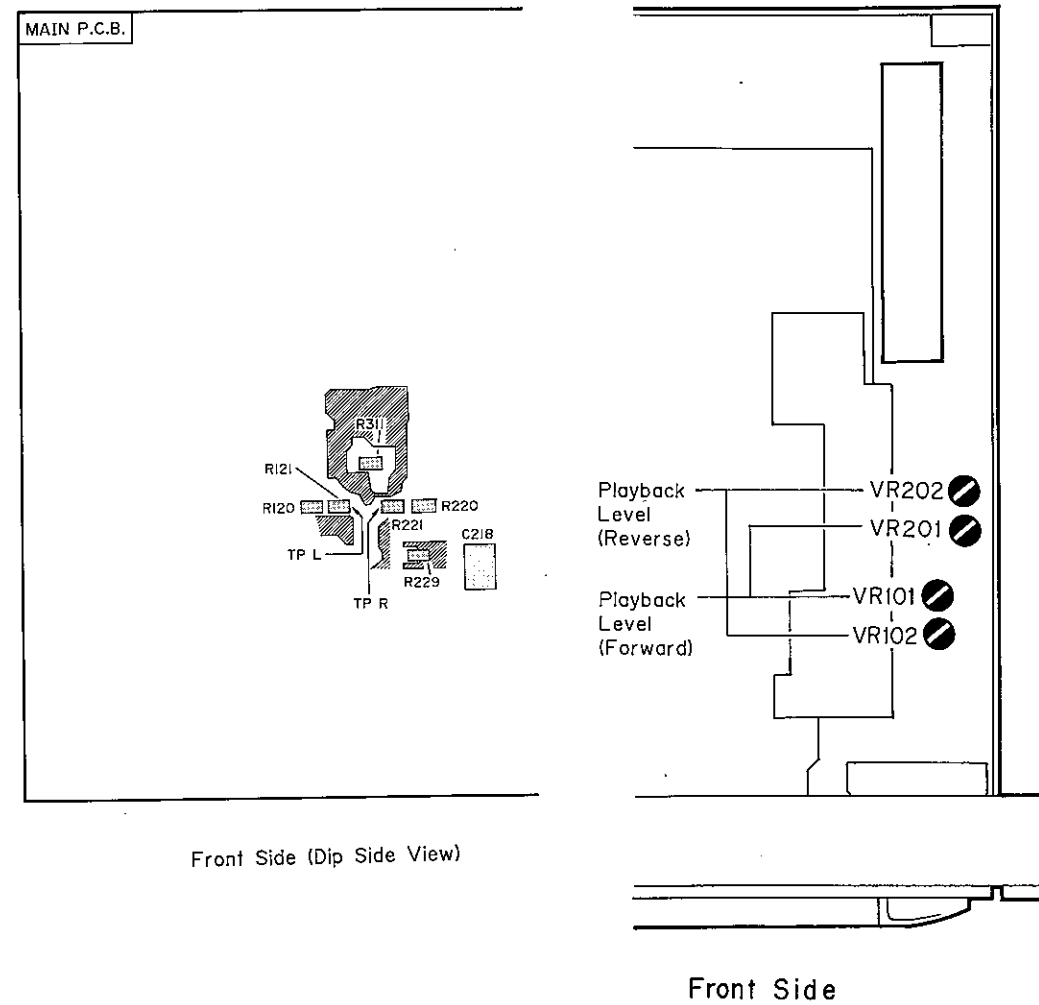 MAIN P.C.B.
R311
R121
R120
R220
R221
C218
TP L
R229
TP R
Front Side (Dip Side View)
Playback
Level
(Reverse)
VR202
VR201
Playback
Level
(Forward)
VR101
VR102
Front Side